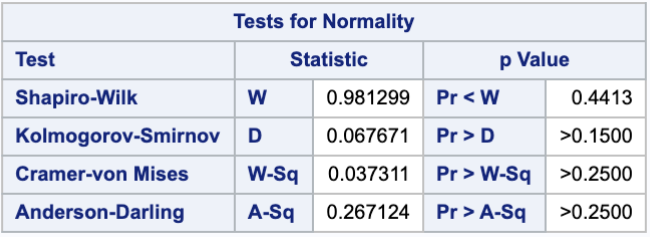 Tests for Normality
Test Statistic p Value
Shapiro-Wilk W 0.981299 Pr < W 0.4413
Kolmogorov-Smirnov D 0.067671 Pr > D >0.1500
Cramer-von Mises W-Sq 0.037311 Pr > W-Sq >0.2500
Anderson-Darling A-Sq 0.267124 Pr > A-Sq >0.2500